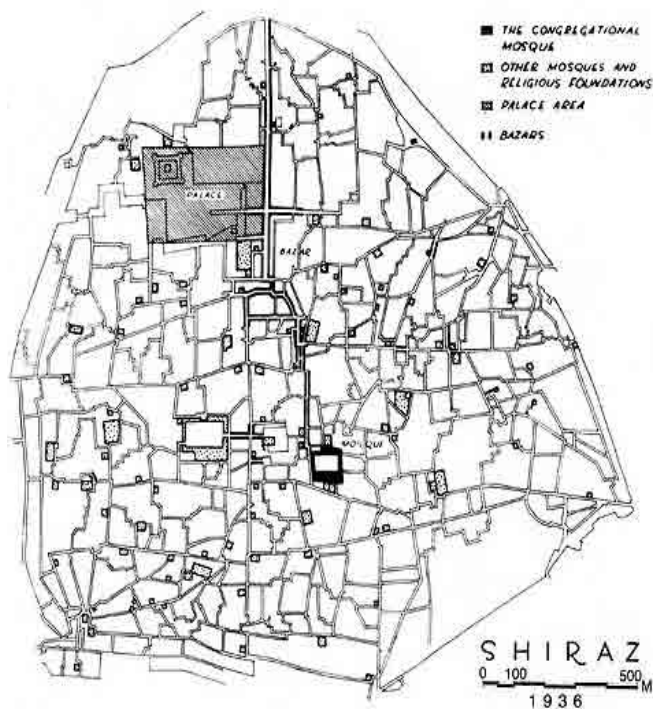 THE CONGREGATIONAL
MOSQUE
OTHER MOSQUES AND
RELIGIOUS FOUNDATIONS
PALACE AREA
BAZARS
PALACE
BAZAR
MOSQUE
SHIRAZ
0 100 500 M
1936